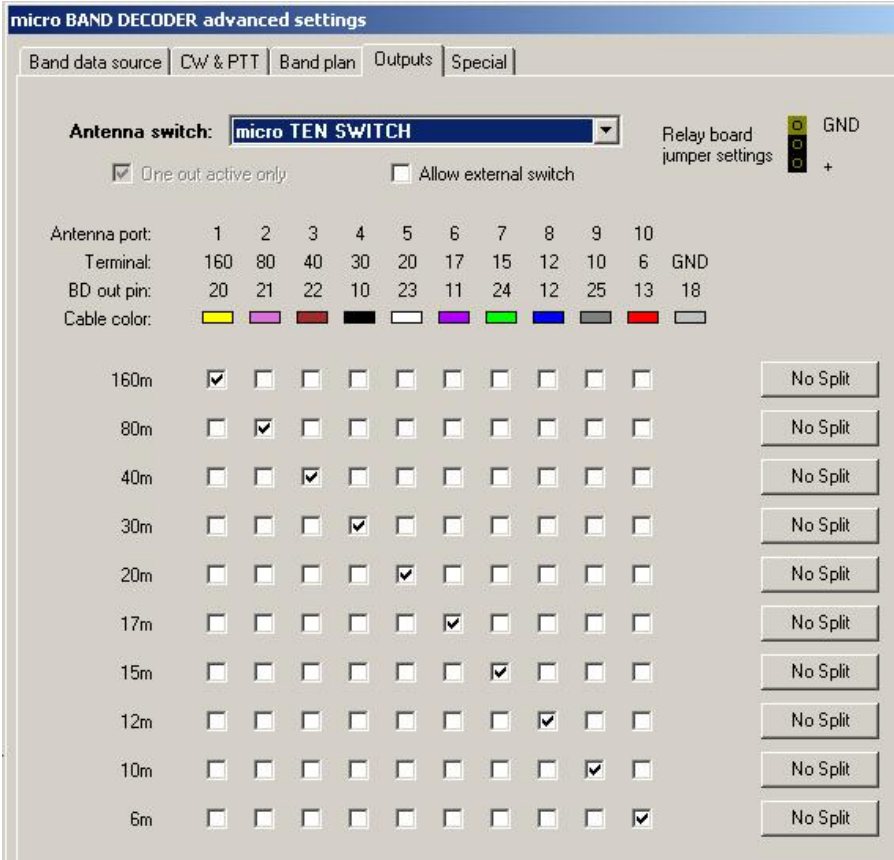 micro BAND DECODER advanced settings
Band data source CW & PTT Band plan Outputs Special
Antenna switch: micro TEN SWITCH
Relay board jumper settings
GND
+
One out active only
Allow external switch
Antenna port: 1 2 3 4 5 6 7 8 9 10
Terminal: 160 80 40 30 20 17 15 12 10 6 GND
BD out pin: 20 21 22 10 23 11 24 12 25 13 18
Cable color:
160m No Split
80m No Split
40m No Split
30m No Split
20m No Split
17m No Split
15m No Split
12m No Split
10m No Split
6m No Split